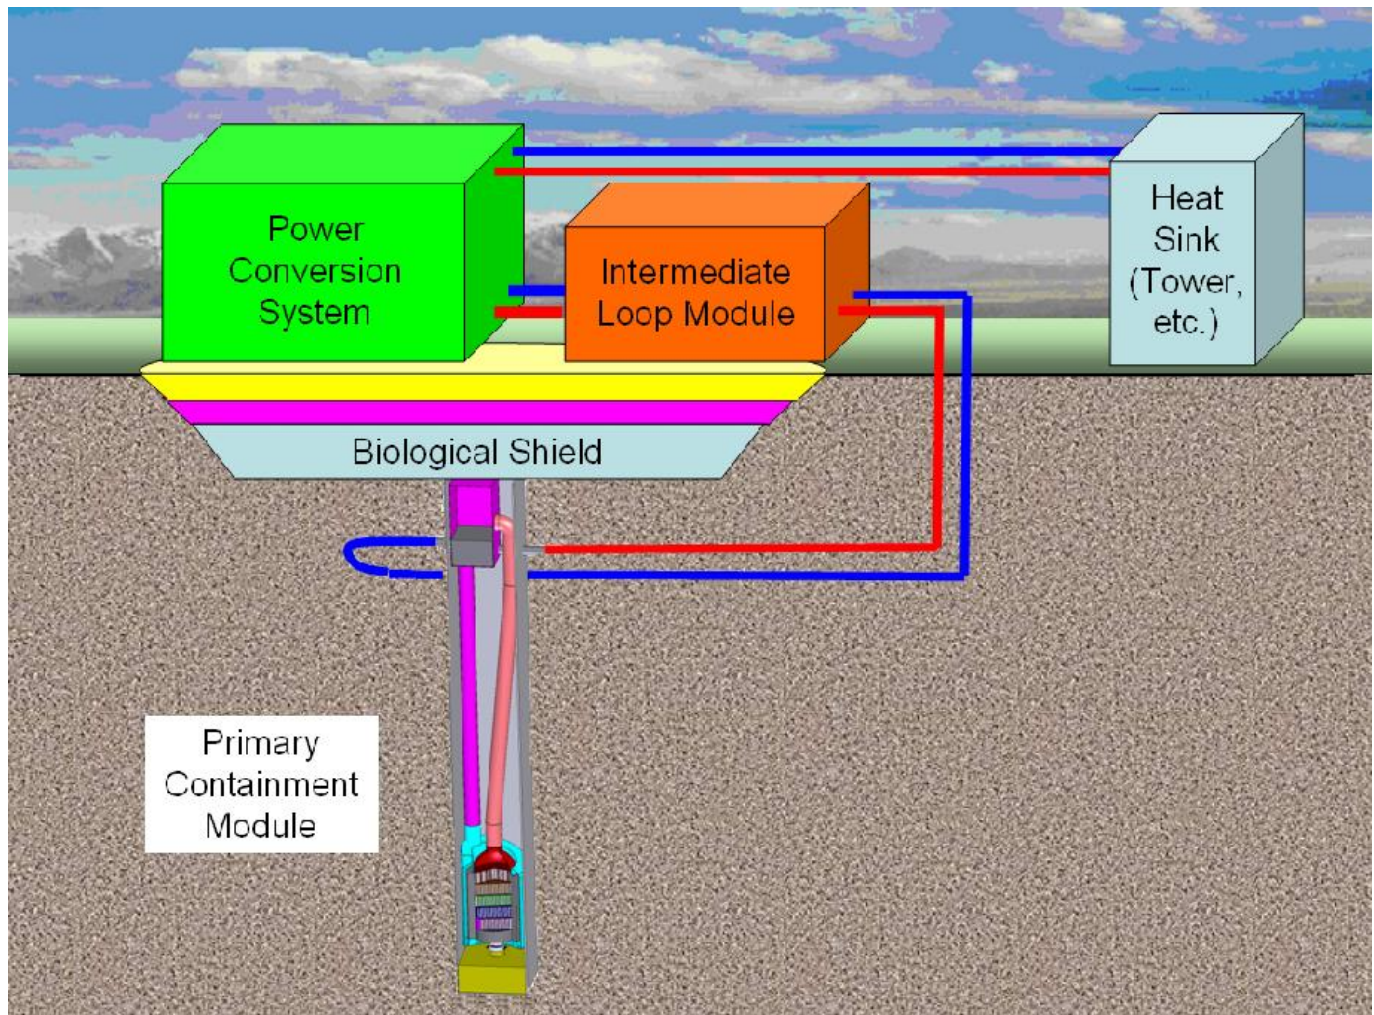 Power
Conversion
System
Intermediate
Loop Module
Heat
Sink
(Tower,
etc.)
Biological Shield
Primary
Containment
Module